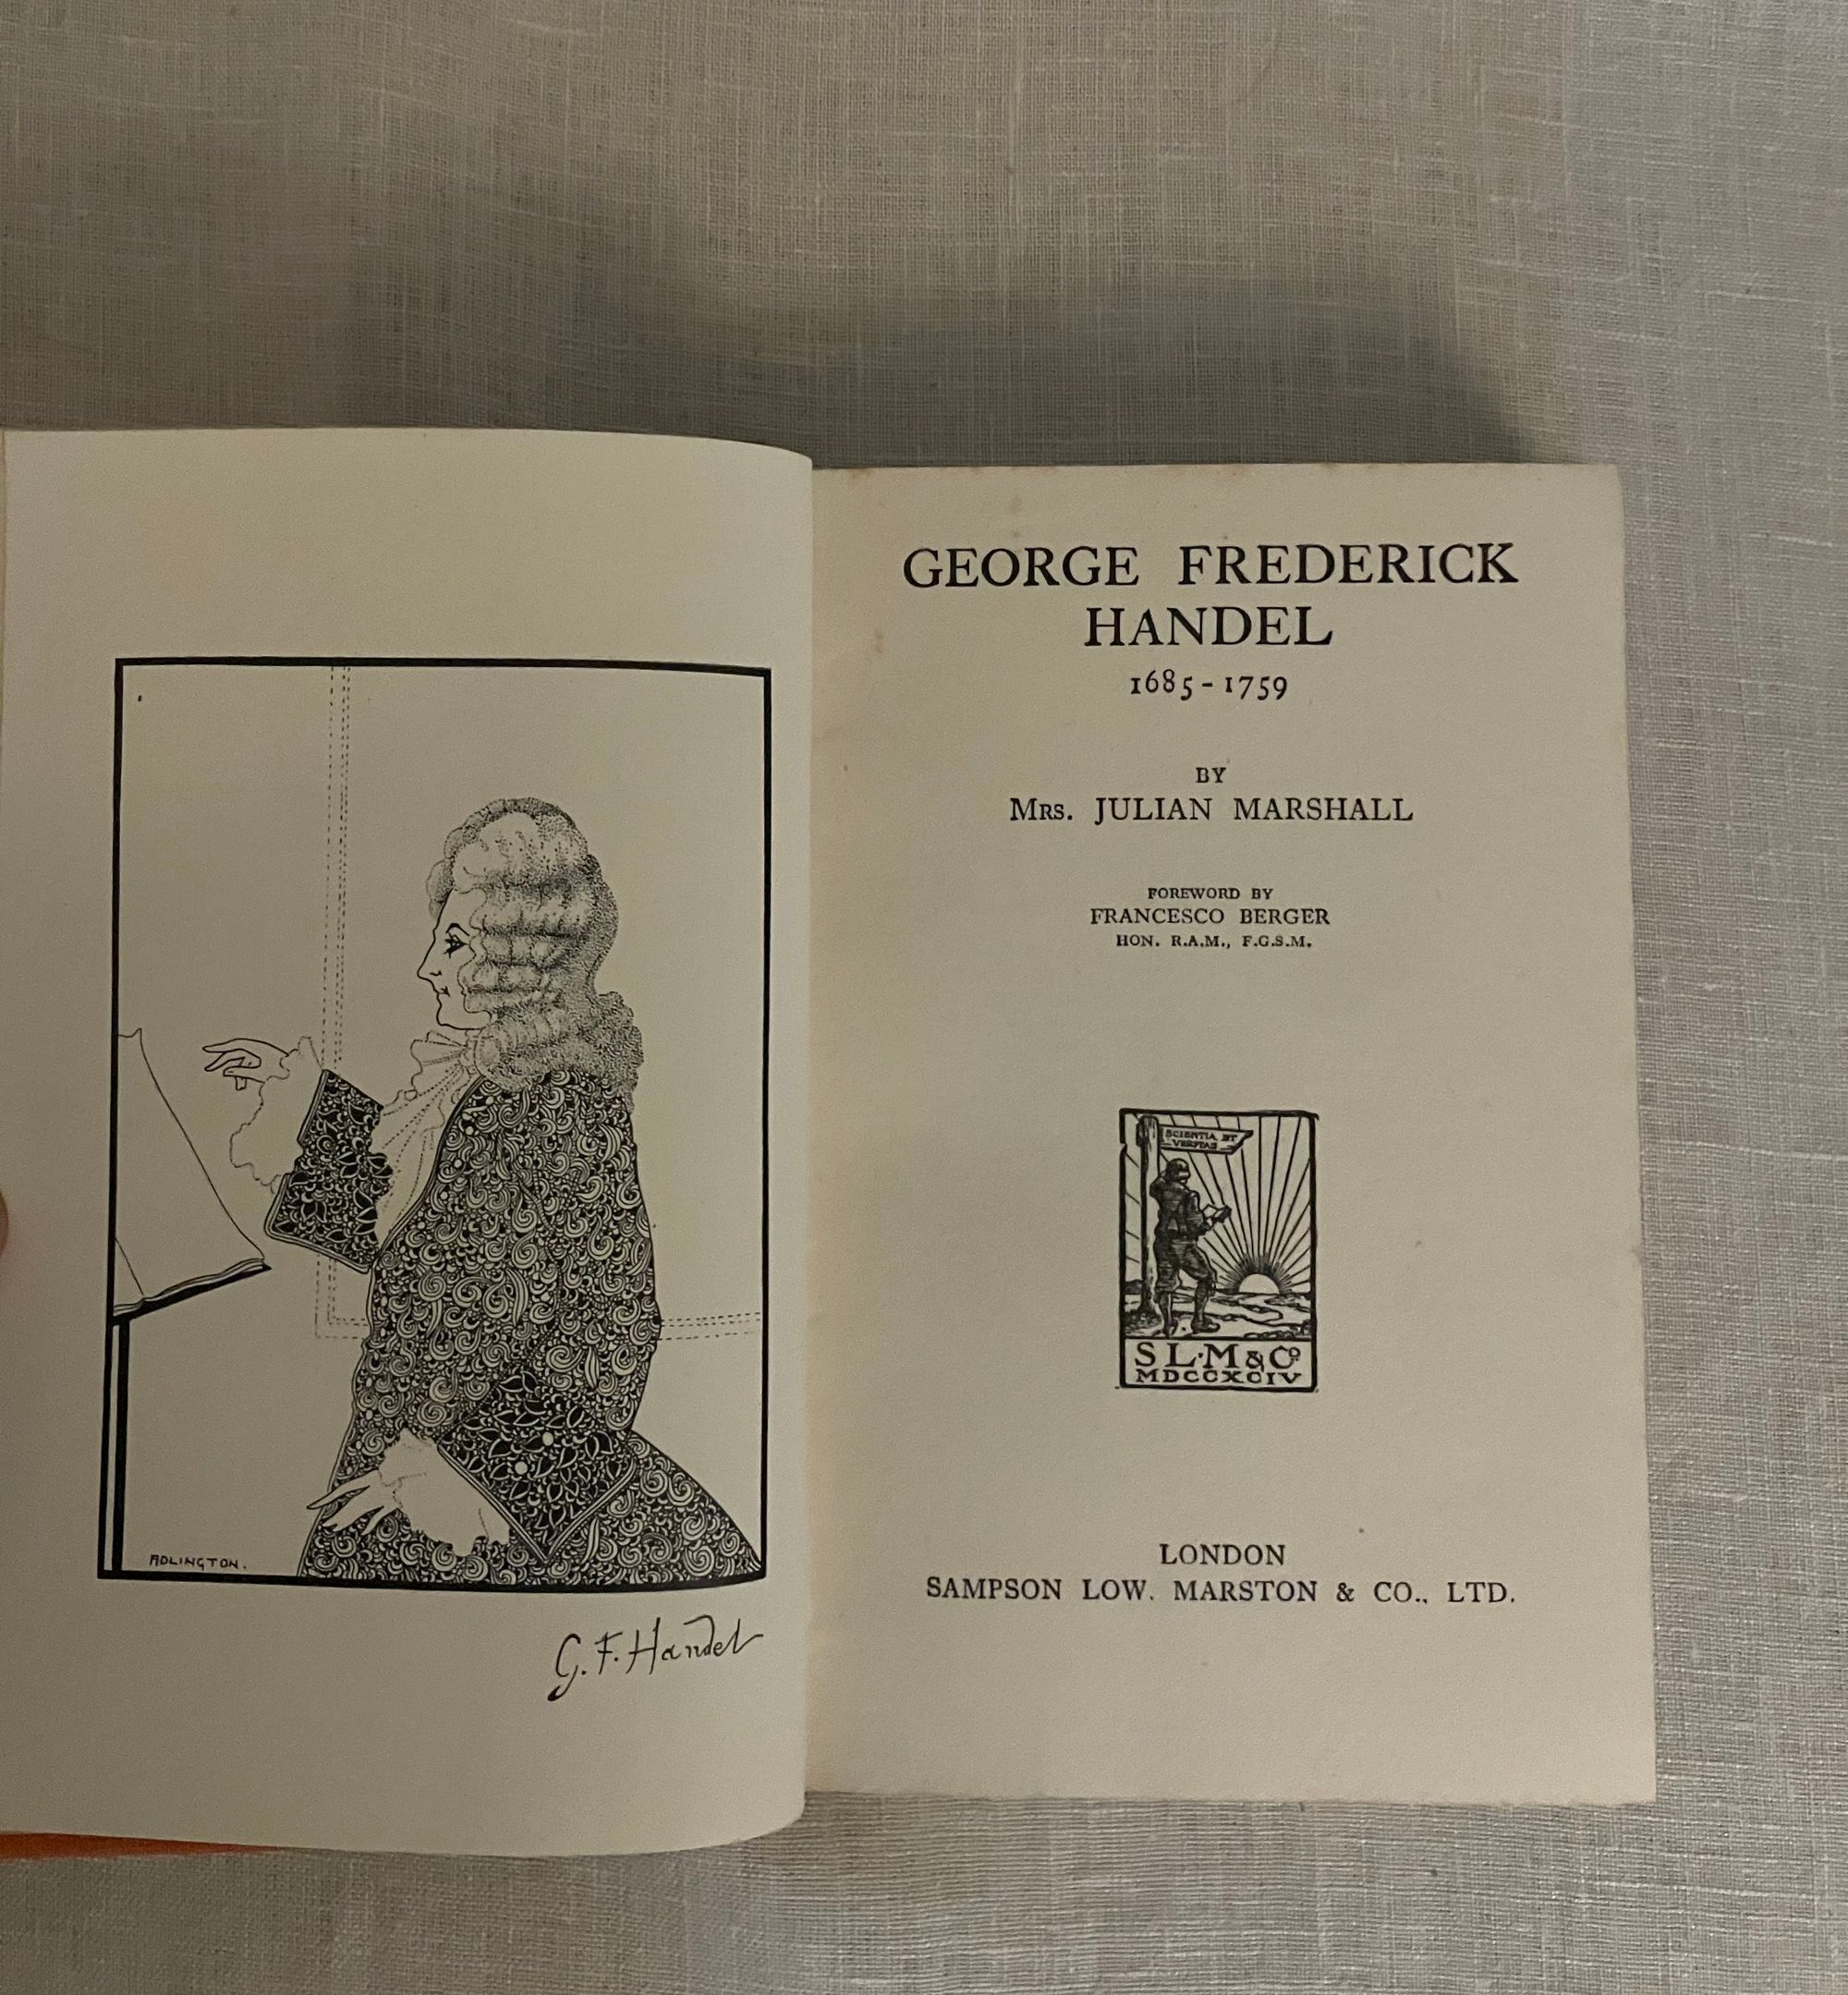 ADLINGTON.
G. F. Handel
GEORGE FREDERICK
HANDEL
1685-1759
BY
MRS. JULIAN MARSHALL
FOREWORD BY
FRANCESCO BERGER
HON. R.A.M., F.G.S.M.
SCIENTIA ET
VERITAS
S L·M & Co
MDCCXCIV
LONDON
SAMPSON LOW, MARSTON & CO., LTD.